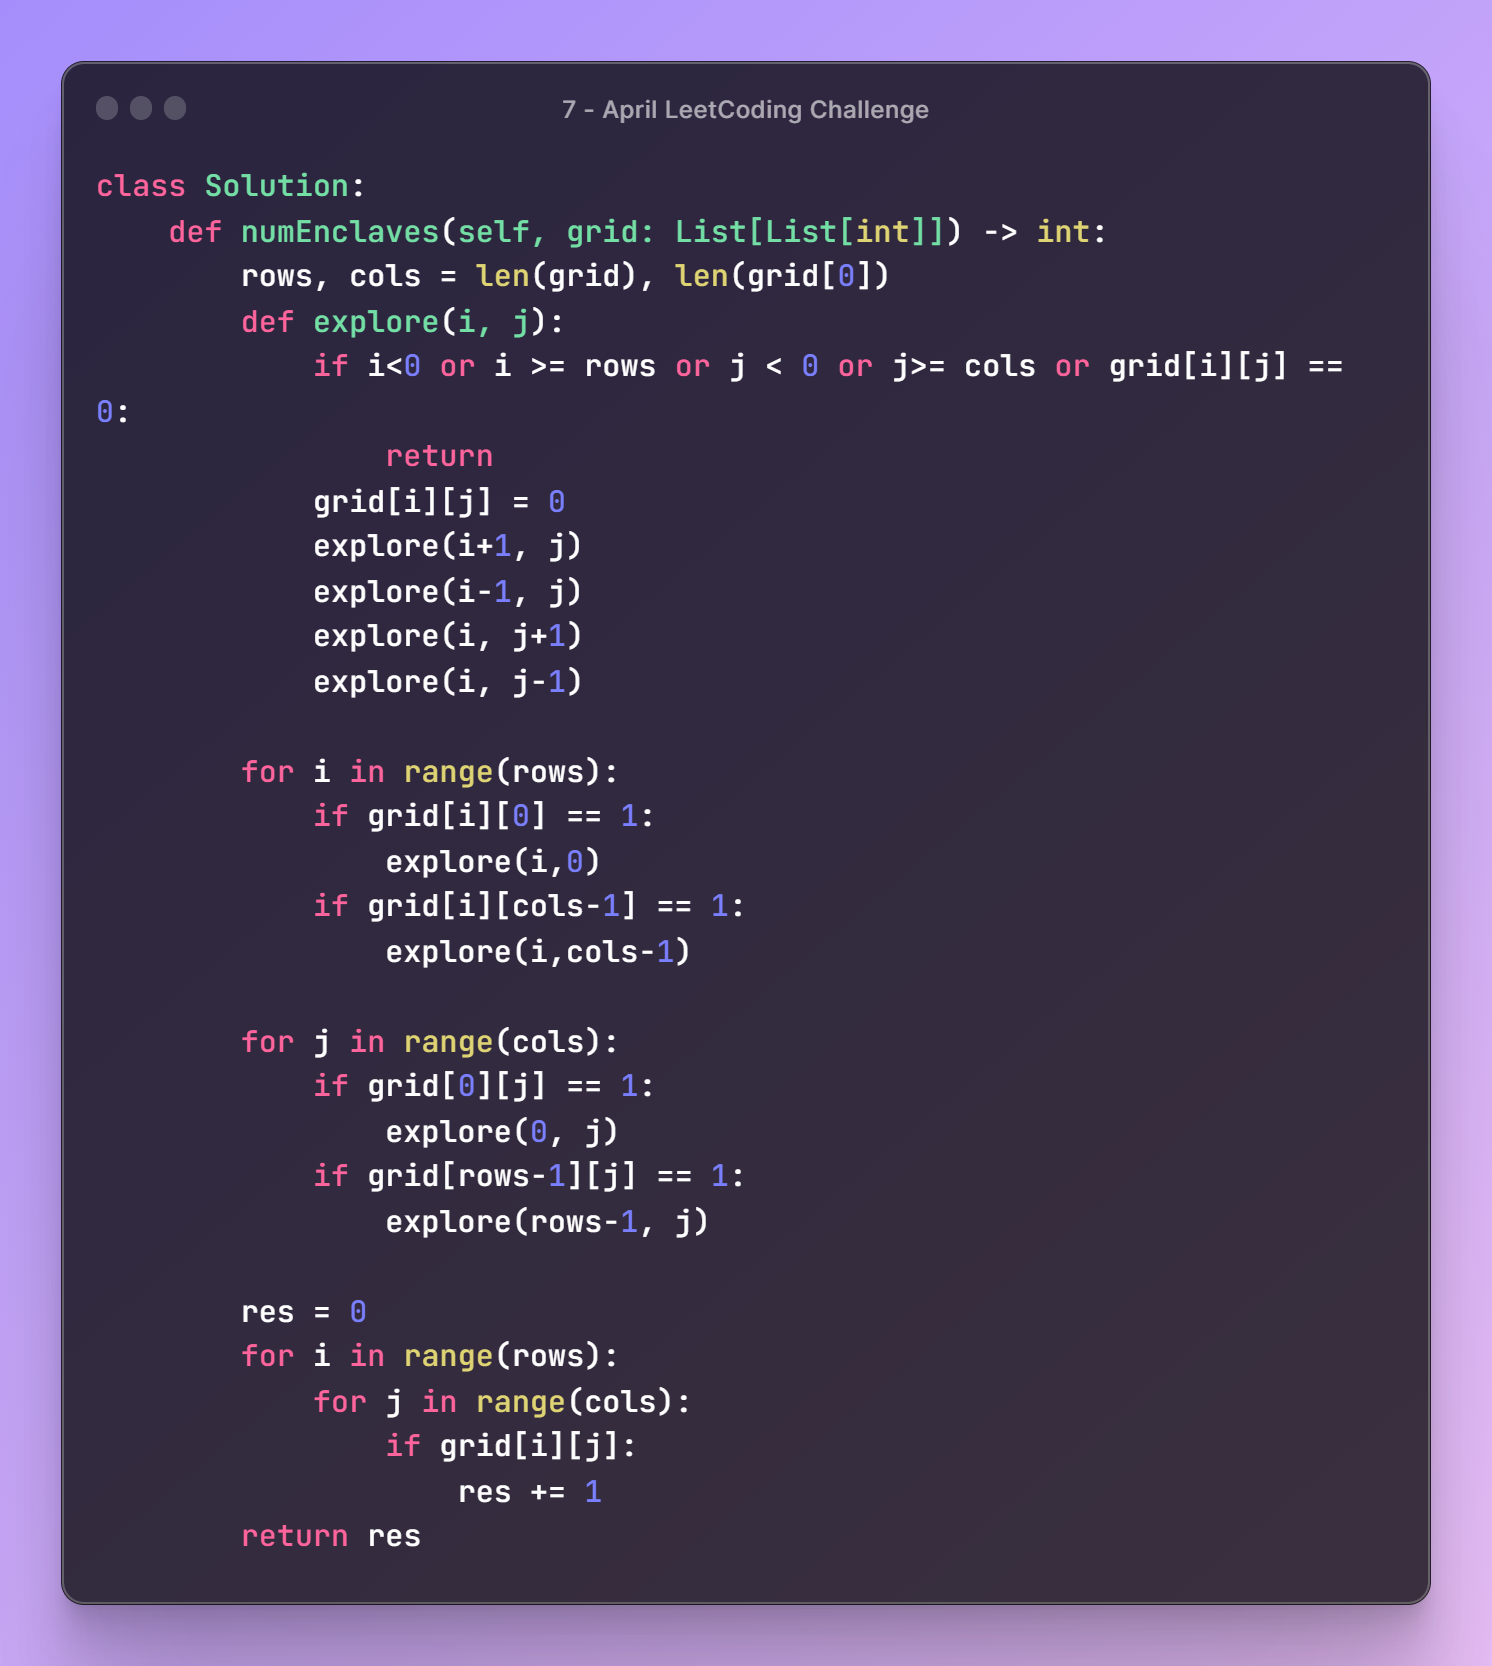 7 - April LeetCoding Challenge
class Solution:
    def numEnclaves(self, grid: List[List[int]]) -> int:
        rows, cols = len(grid), len(grid[0])
        def explore(i, j):
            if i<0 or i >= rows or j < 0 or j>= cols or grid[i][j] ==
0:
                return
            grid[i][j] = 0
            explore(i+1, j)
            explore(i-1, j)
            explore(i, j+1)
            explore(i, j-1)

        for i in range(rows):
            if grid[i][0] == 1:
                explore(i,0)
            if grid[i][cols-1] == 1:
                explore(i,cols-1)

        for j in range(cols):
            if grid[0][j] == 1:
                explore(0, j)
            if grid[rows-1][j] == 1:
                explore(rows-1, j)

        res = 0
        for i in range(rows):
            for j in range(cols):
                if grid[i][j]:
                    res += 1
        return res